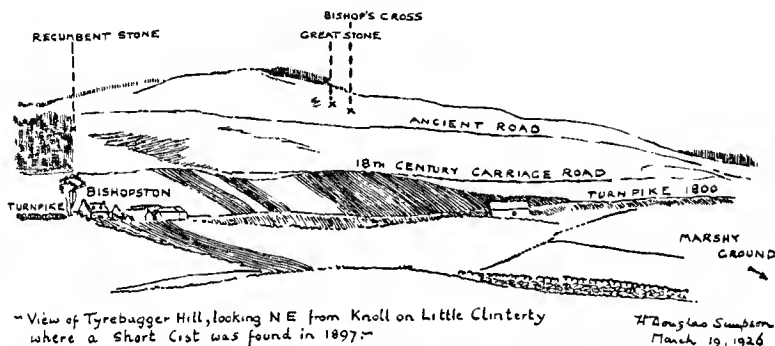 BISHOP'S CROSS
RECUMBENT STONE
GREAT STONE
ANCIENT ROAD
18TH CENTURY CARRIAGE ROAD
BISHOPSTON
TURNPIKE 1800
TURNPIKE
MARSHY
GROUND
~View of Tyrebagger Hill, looking NE from Knoll on Little Clinterty
where a Short Cist was found in 1897.~
W Douglas Simpson
March 19, 1926